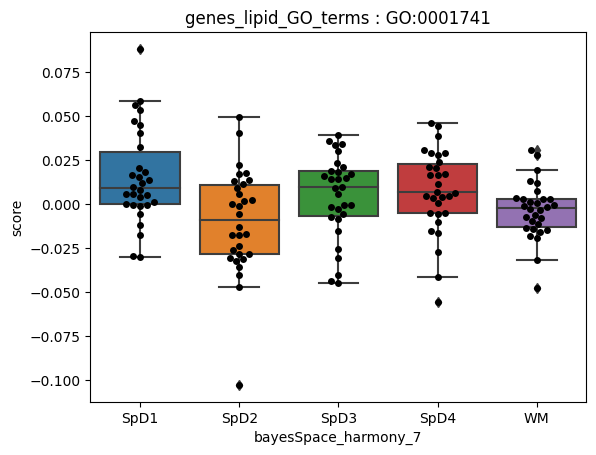 genes_lipid_GO_terms : GO:0001741
0.075
0.050
0.025
0.000
−0.025
−0.050
−0.075
−0.100
score
SpD1 SpD2 SpD3 SpD4 WM
bayesSpace_harmony_7